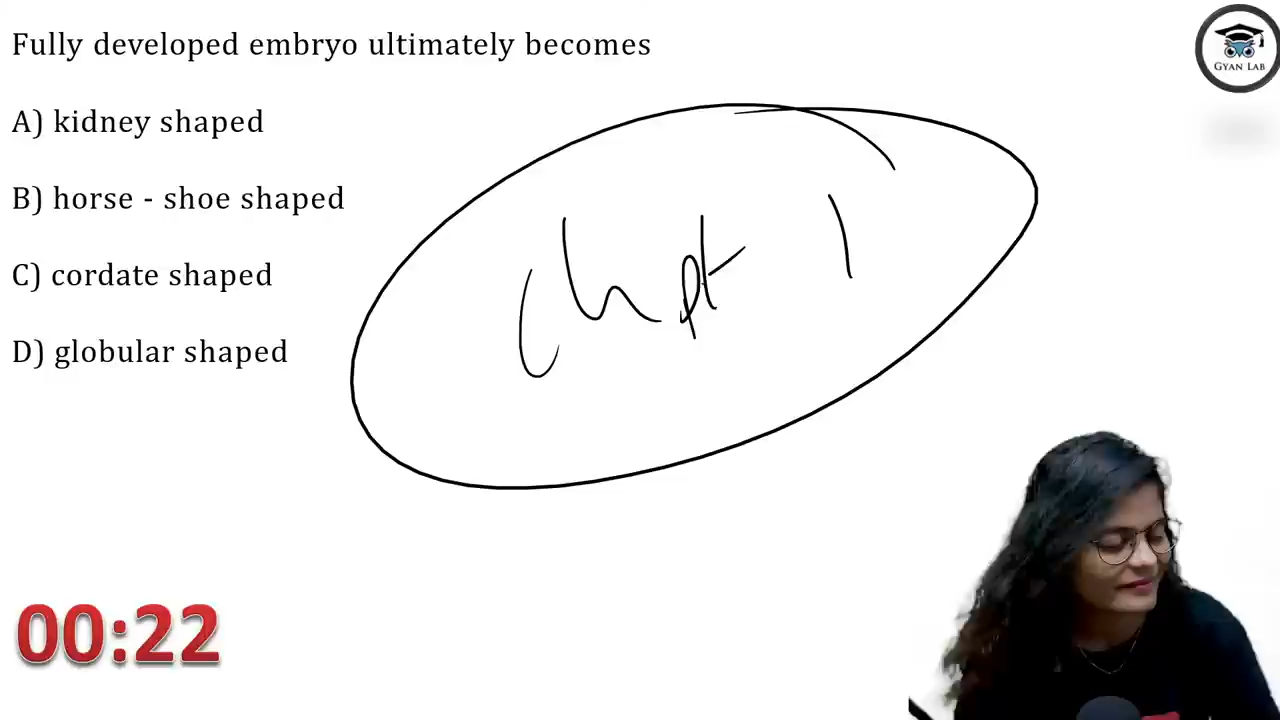 Fully developed embryo ultimately becomes
A) kidney shaped
B) horse - shoe shaped
C) cordate shaped
D) globular shaped
Chapt 1
GYAN LAB
00:22